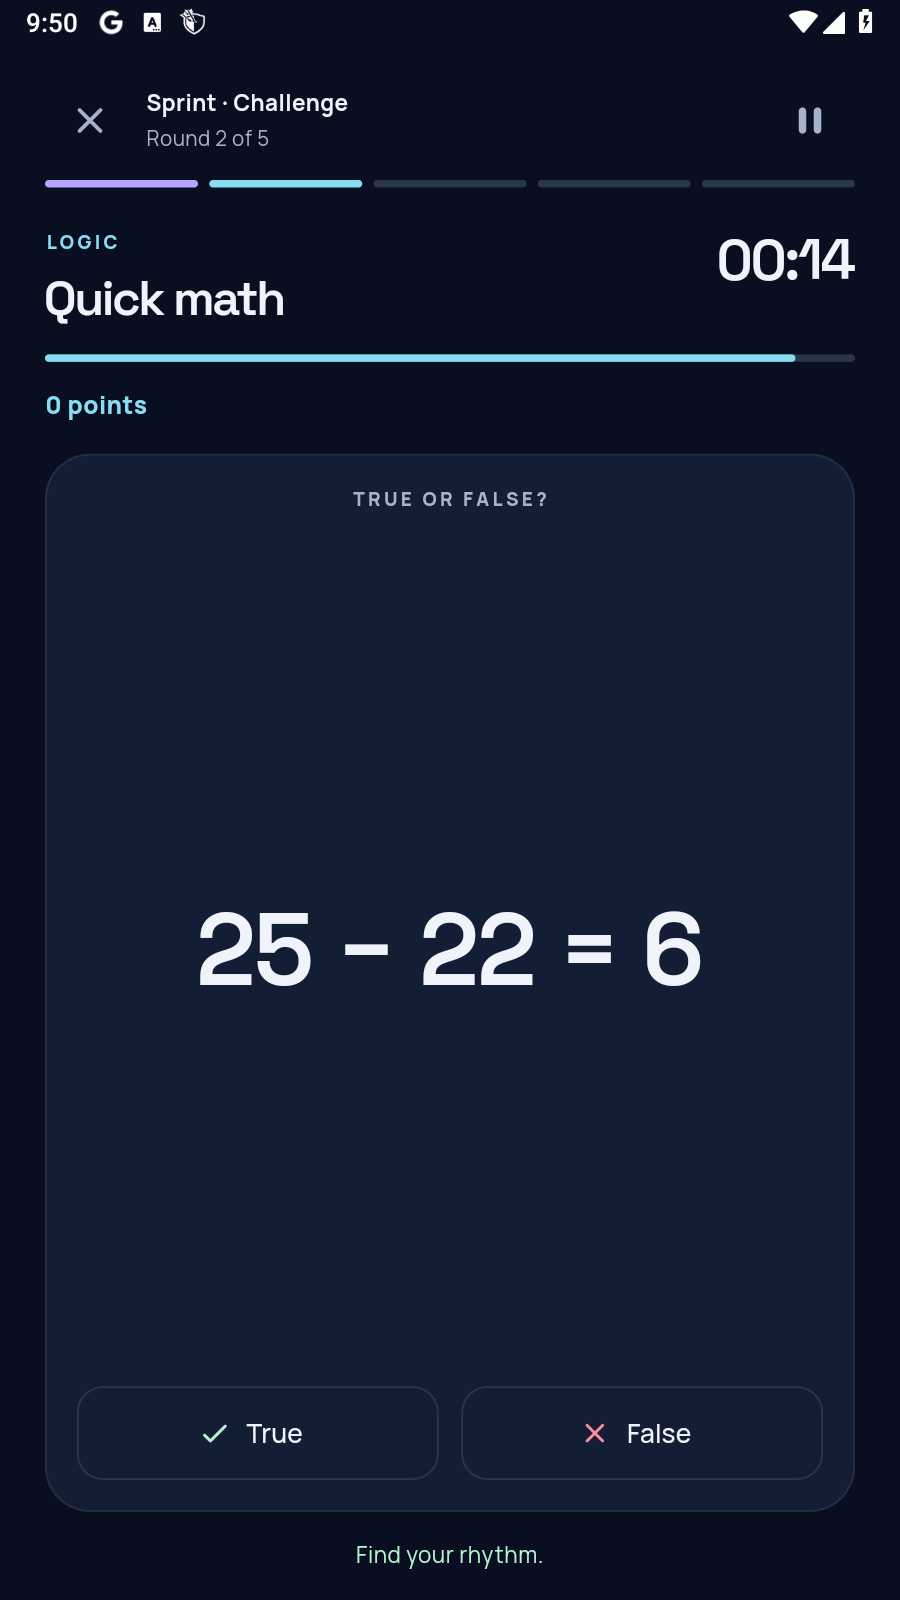 9:50
Sprint · Challenge
Round 2 of 5
LOGIC
Quick math
00:14
0 points
TRUE OR FALSE?
25 − 22 = 6
True
False
Find your rhythm.